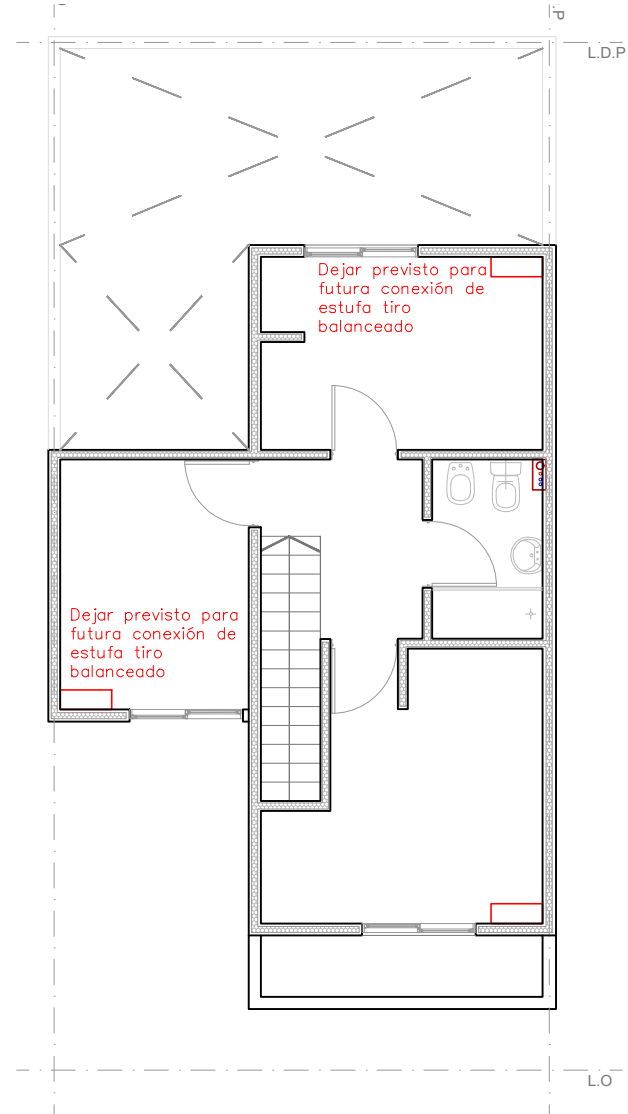 .P
L.D.P
Dejar previsto para
futura conexión de
estufa tiro
balanceado
Dejar previsto para
futura conexión de
estufa tiro
balanceado
L.O